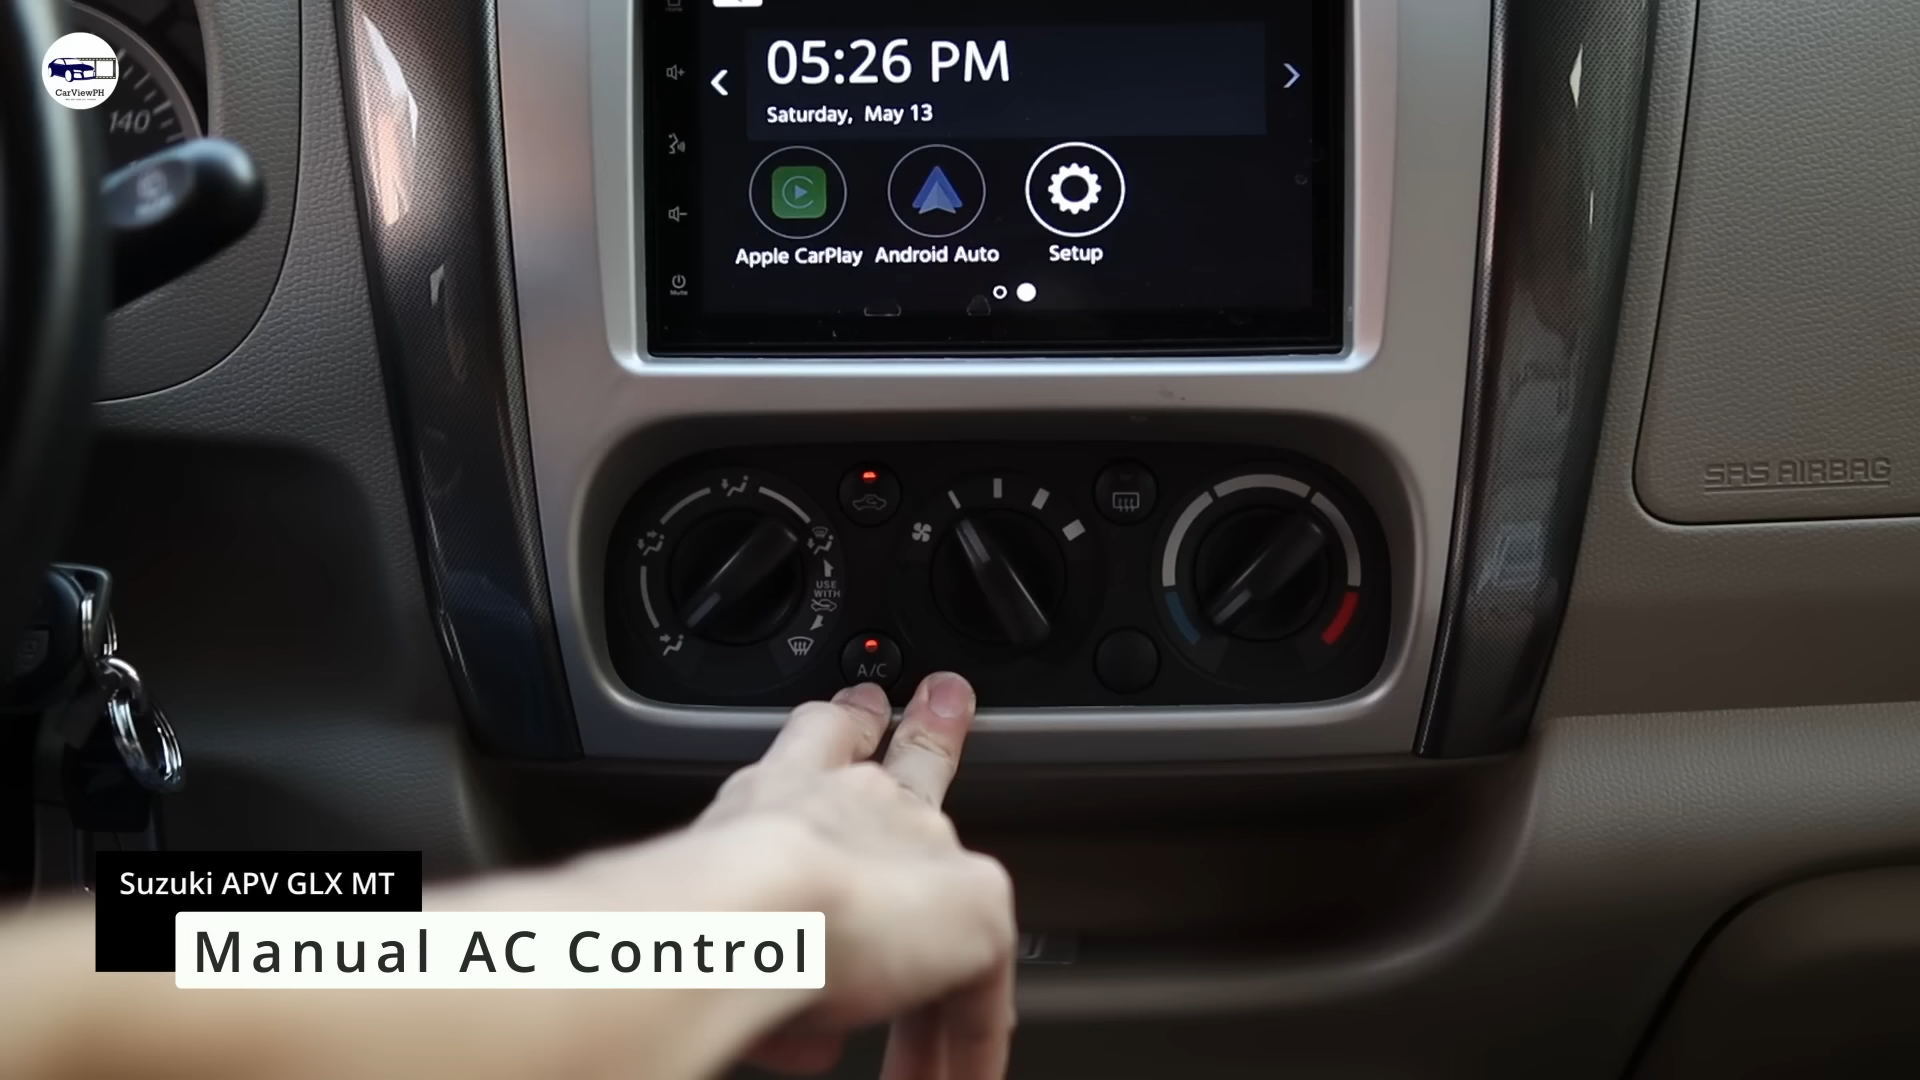 CarViewPH
140
05:26 PM
Saturday, May 13
Apple CarPlay
Android Auto
Setup
Mute
SRS AIRBAG
USE
WITH
A/C
Suzuki APV GLX MT
Manual AC Control